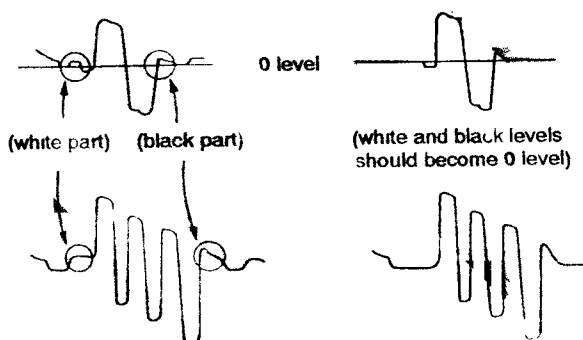 0 level
(white part)
(black part)
(white and black levels
should become 0 level)